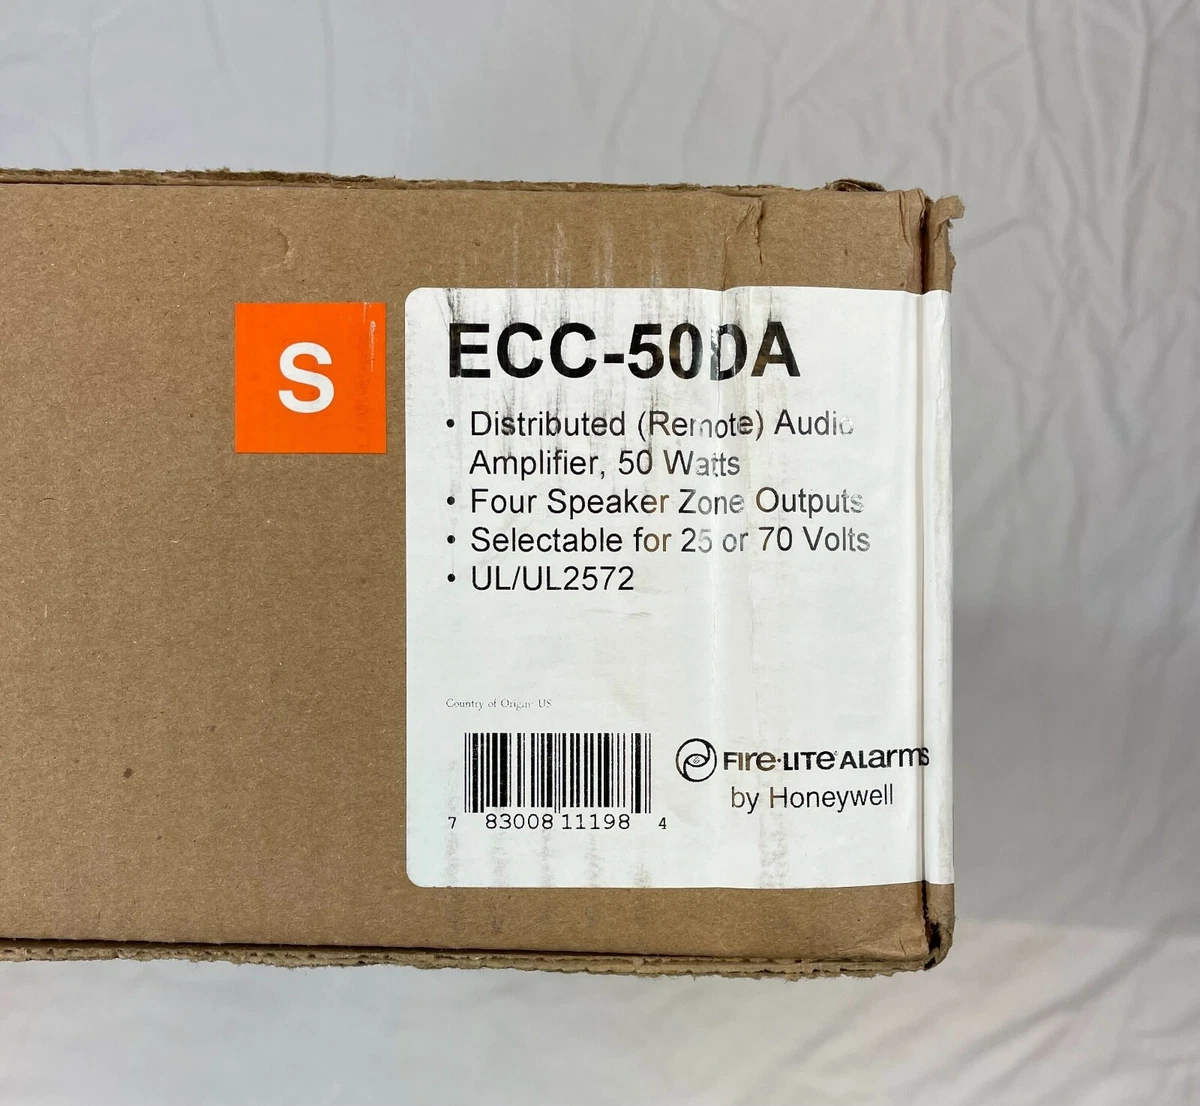 S
ECC-50DA
• Distributed (Remote) Audio
Amplifier, 50 Watts
• Four Speaker Zone Outputs
• Selectable for 25 or 70 Volts
• UL/UL2572
Country of Origin: US
7 83008 11198 4
FIRE·LITE® ALARMS
by Honeywell